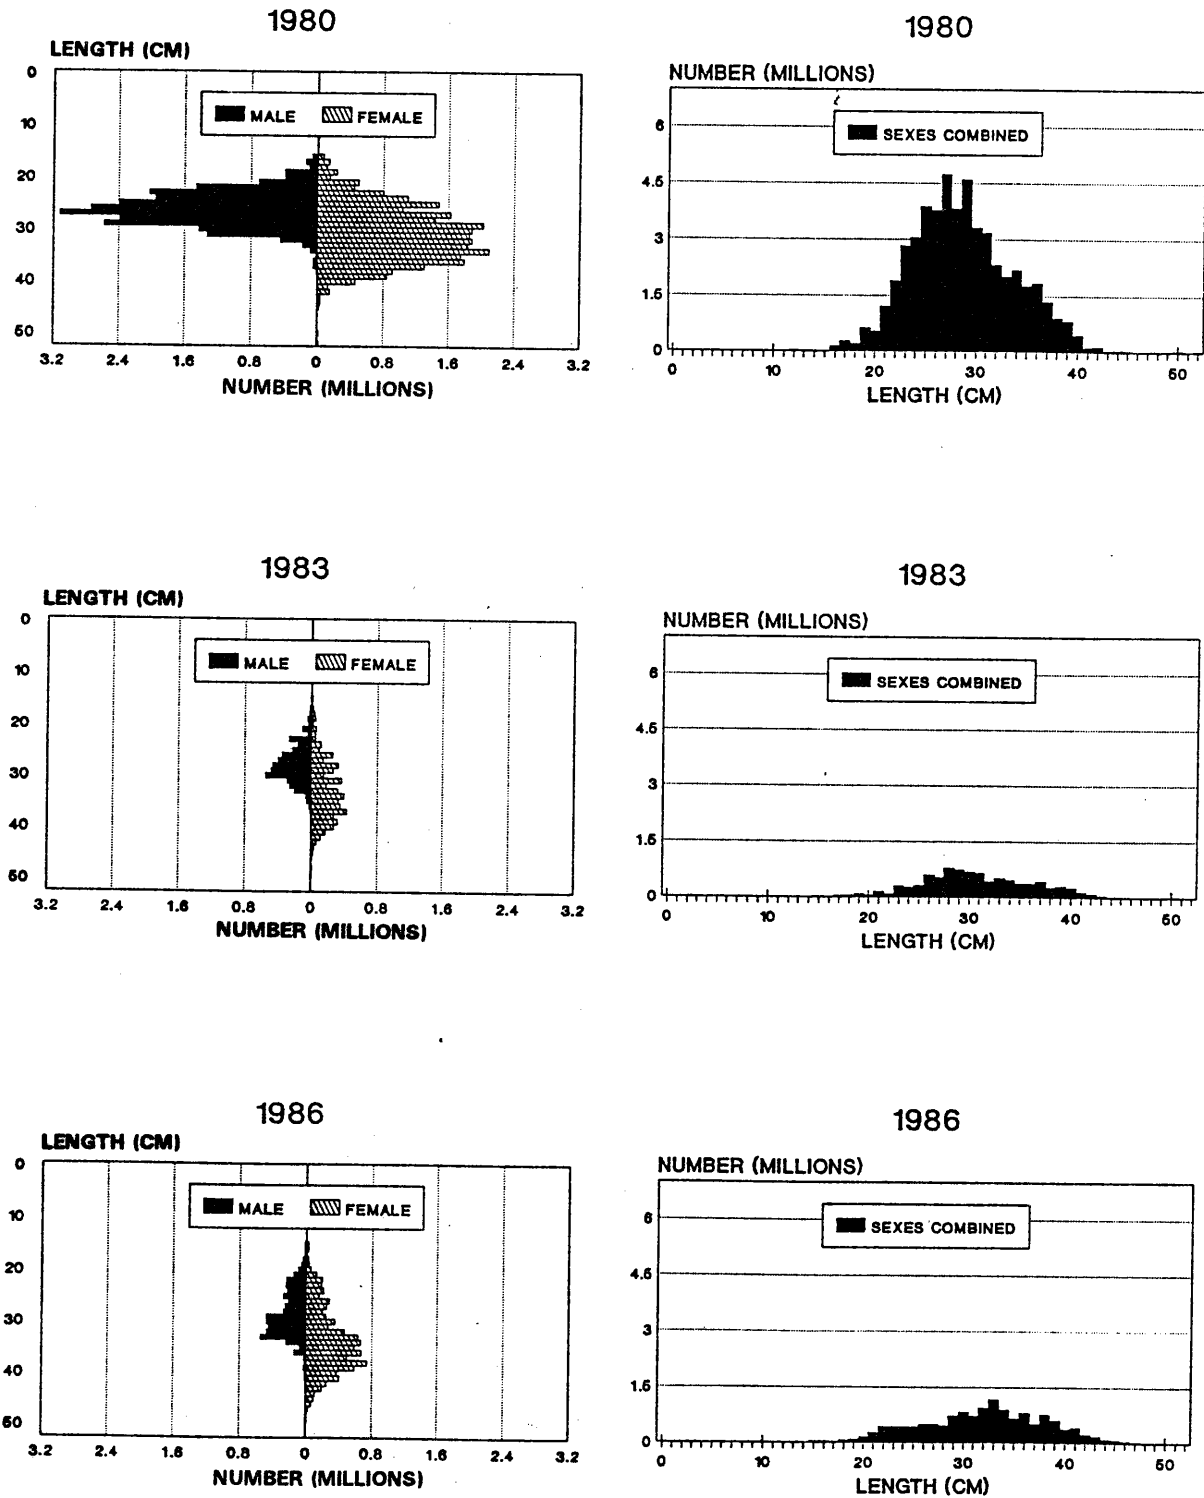 1980
LENGTH (CM)
0
MALE FEMALE
10
20
30
40
50
3.2 2.4 1.6 0.8 0 0.8 1.6 2.4 3.2
NUMBER (MILLIONS)
1980
NUMBER (MILLIONS)
SEXES COMBINED
6
4.5
3
1.5
0
0 10 20 30 40 50
LENGTH (CM)
1983
LENGTH (CM)
0
MALE FEMALE
10
20
30
40
50
3.2 2.4 1.6 0.8 0 0.8 1.6 2.4 3.2
NUMBER (MILLIONS)
1983
NUMBER (MILLIONS)
SEXES COMBINED
6
4.5
3
1.5
0
0 10 20 30 40 50
LENGTH (CM)
1986
LENGTH (CM)
0
MALE FEMALE
10
20
30
40
50
3.2 2.4 1.6 0.8 0 0.8 1.6 2.4 3.2
NUMBER (MILLIONS)
1986
NUMBER (MILLIONS)
SEXES COMBINED
6
4.5
3
1.5
0
0 10 20 30 40 50
LENGTH (CM)